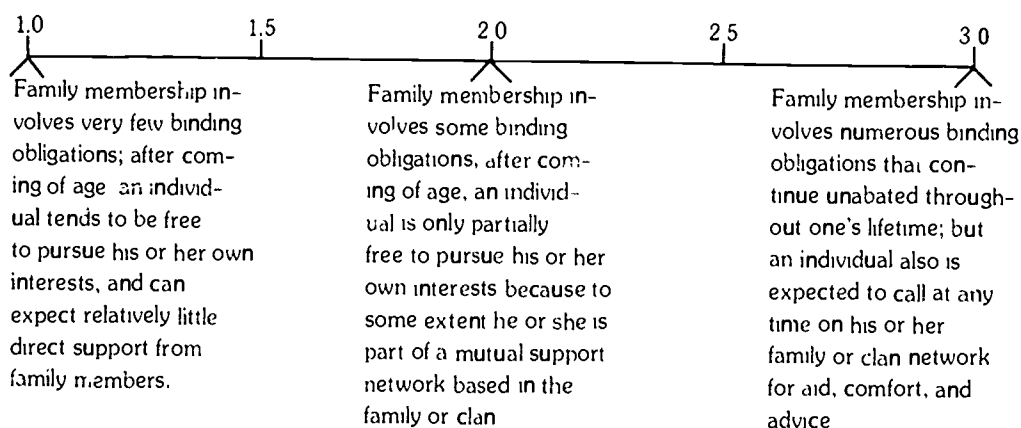 1.0 1.5 2 0 2 5 3 0
Family membership in-
volves very few binding
obligations; after com-
ing of age an individ-
ual tends to be free
to pursue his or her own
interests, and can
expect relatively little
direct support from
family members.
Family membership in-
volves some binding
obligations, after com-
ing of age, an individ-
ual is only partially
free to pursue his or her
own interests because to
some extent he or she is
part of a mutual support
network based in the
family or clan
Family membership in-
volves numerous binding
obligations that con-
tinue unabated through-
out one's lifetime; but
an individual also is
expected to call at any
time on his or her
family or clan network
for aid, comfort, and
advice